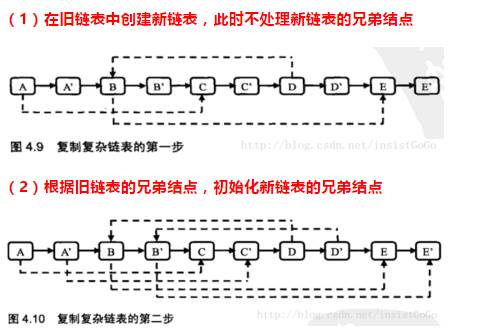 （1）在旧链表中创建新链表，此时不处理新链表的兄弟结点
A A' B B' C C' D D' E E'
图 4.9 复制复杂链表的第一步
http://blog.csdn.net/insistGoGo
（2）根据旧链表的兄弟结点，初始化新链表的兄弟结点
A A' B B' C C' D D' E E'
图 4.10 复制复杂链表的第二步
http://blog.csdn.net/insistGoGo